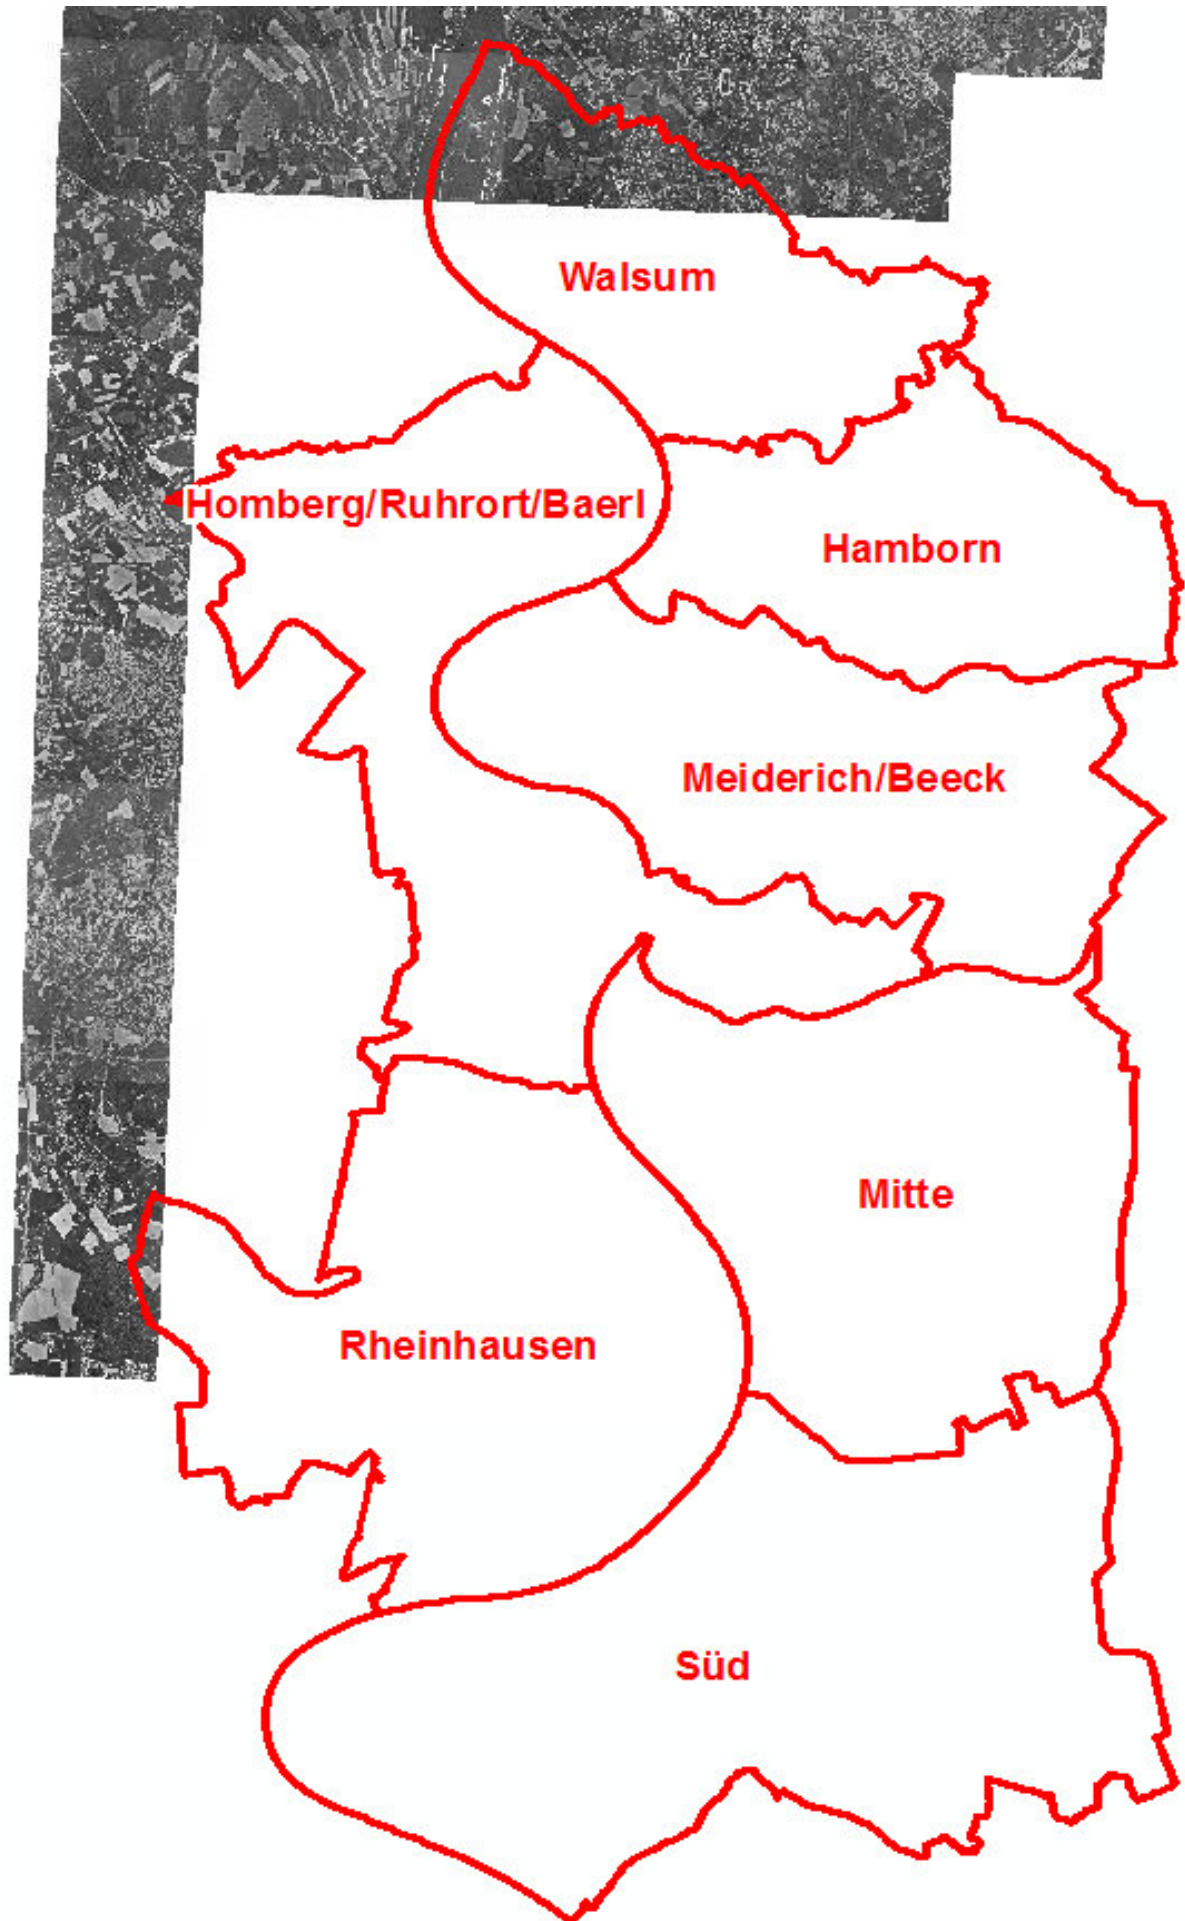 Walsum
Homberg/Ruhrort/Baerl
Hamborn
Meiderich/Beeck
Mitte
Rheinhausen
Süd